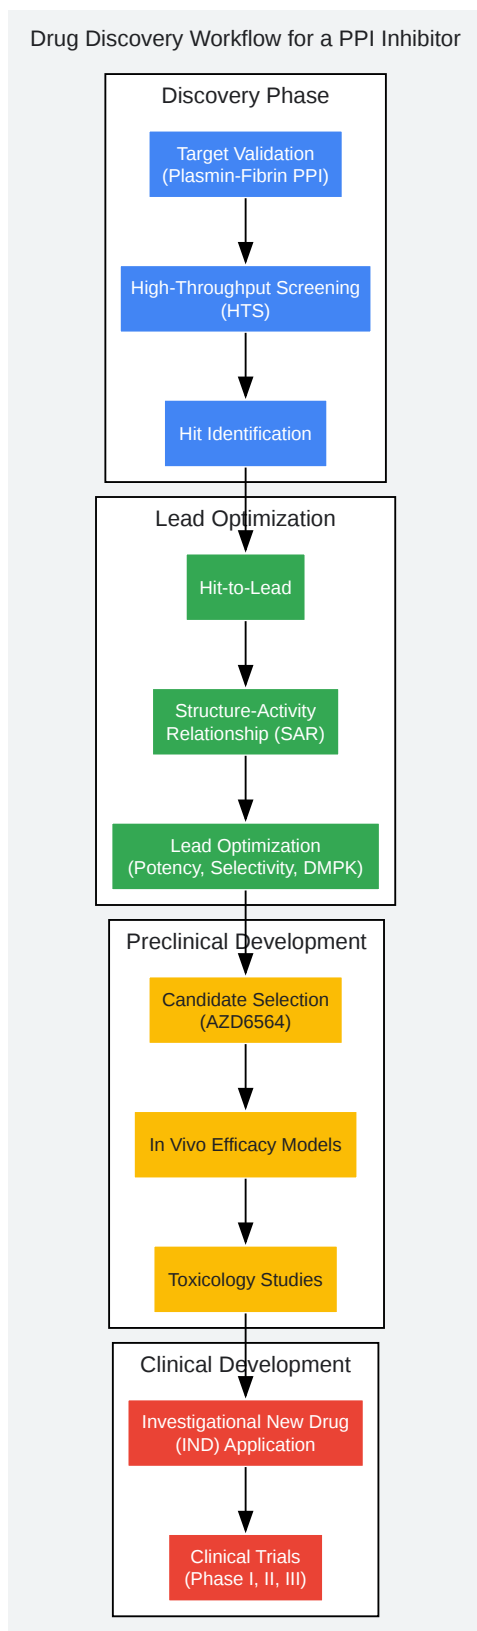 Drug Discovery Workflow for a PPI Inhibitor
Discovery Phase
Target Validation
(Plasmin-Fibrin PPI)
High-Throughput Screening
(HTS)
Hit Identification
Lead Optimization
Hit-to-Lead
Structure-Activity
Relationship (SAR)
Lead Optimization
(Potency, Selectivity, DMPK)
Preclinical Development
Candidate Selection
(AZD6564)
In Vivo Efficacy Models
Toxicology Studies
Clinical Development
Investigational New Drug
(IND) Application
Clinical Trials
(Phase I, II, III)